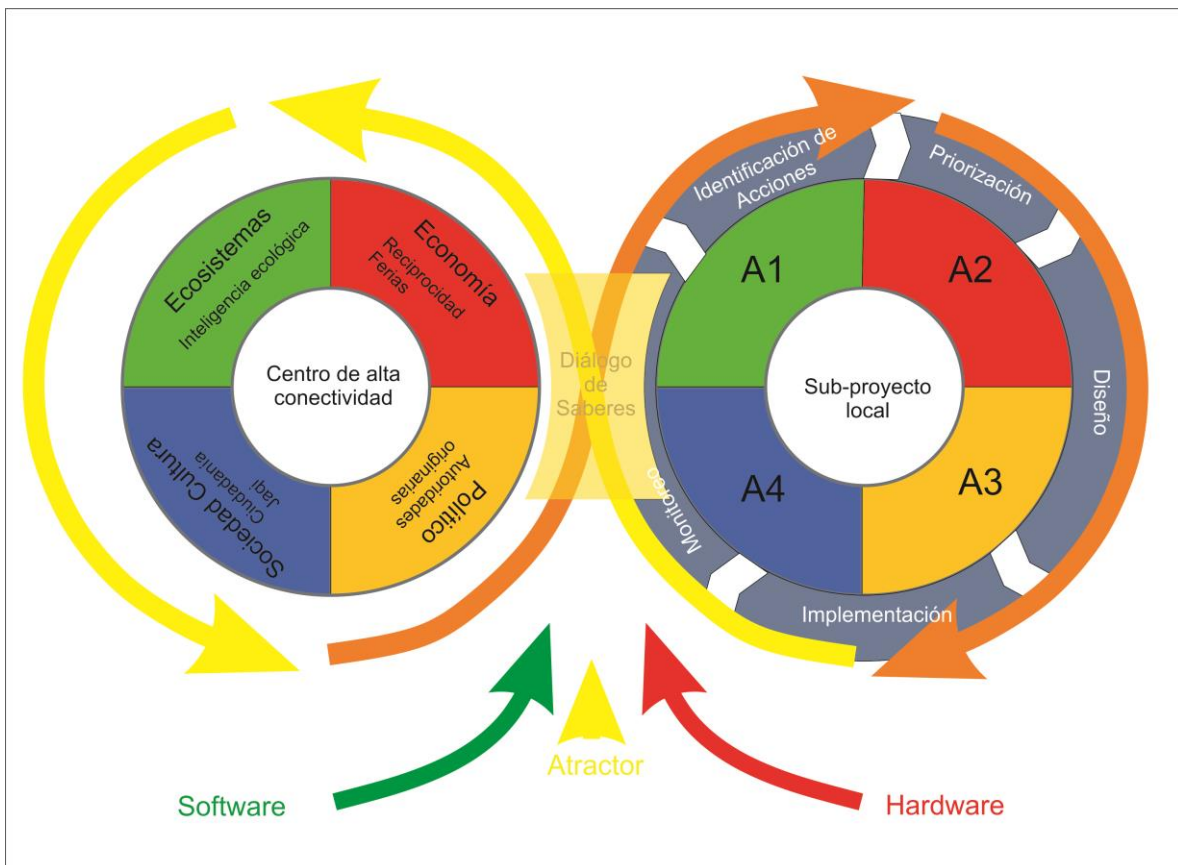 Ecosistemas
Inteligencia ecológica
Economía
Reciprocidad
Ferias
Centro de alta
conectividad
Sociedad Cultura
Ciudadanía
Jaqi
Político
Autoridades
originarias
Diálogo
de
Saberes
Identificación de
Acciones
Priorización
Diseño
Implementación
Monitoreo
A1
A2
Sub-proyecto
local
A4
A3
Atractor
Software
Hardware